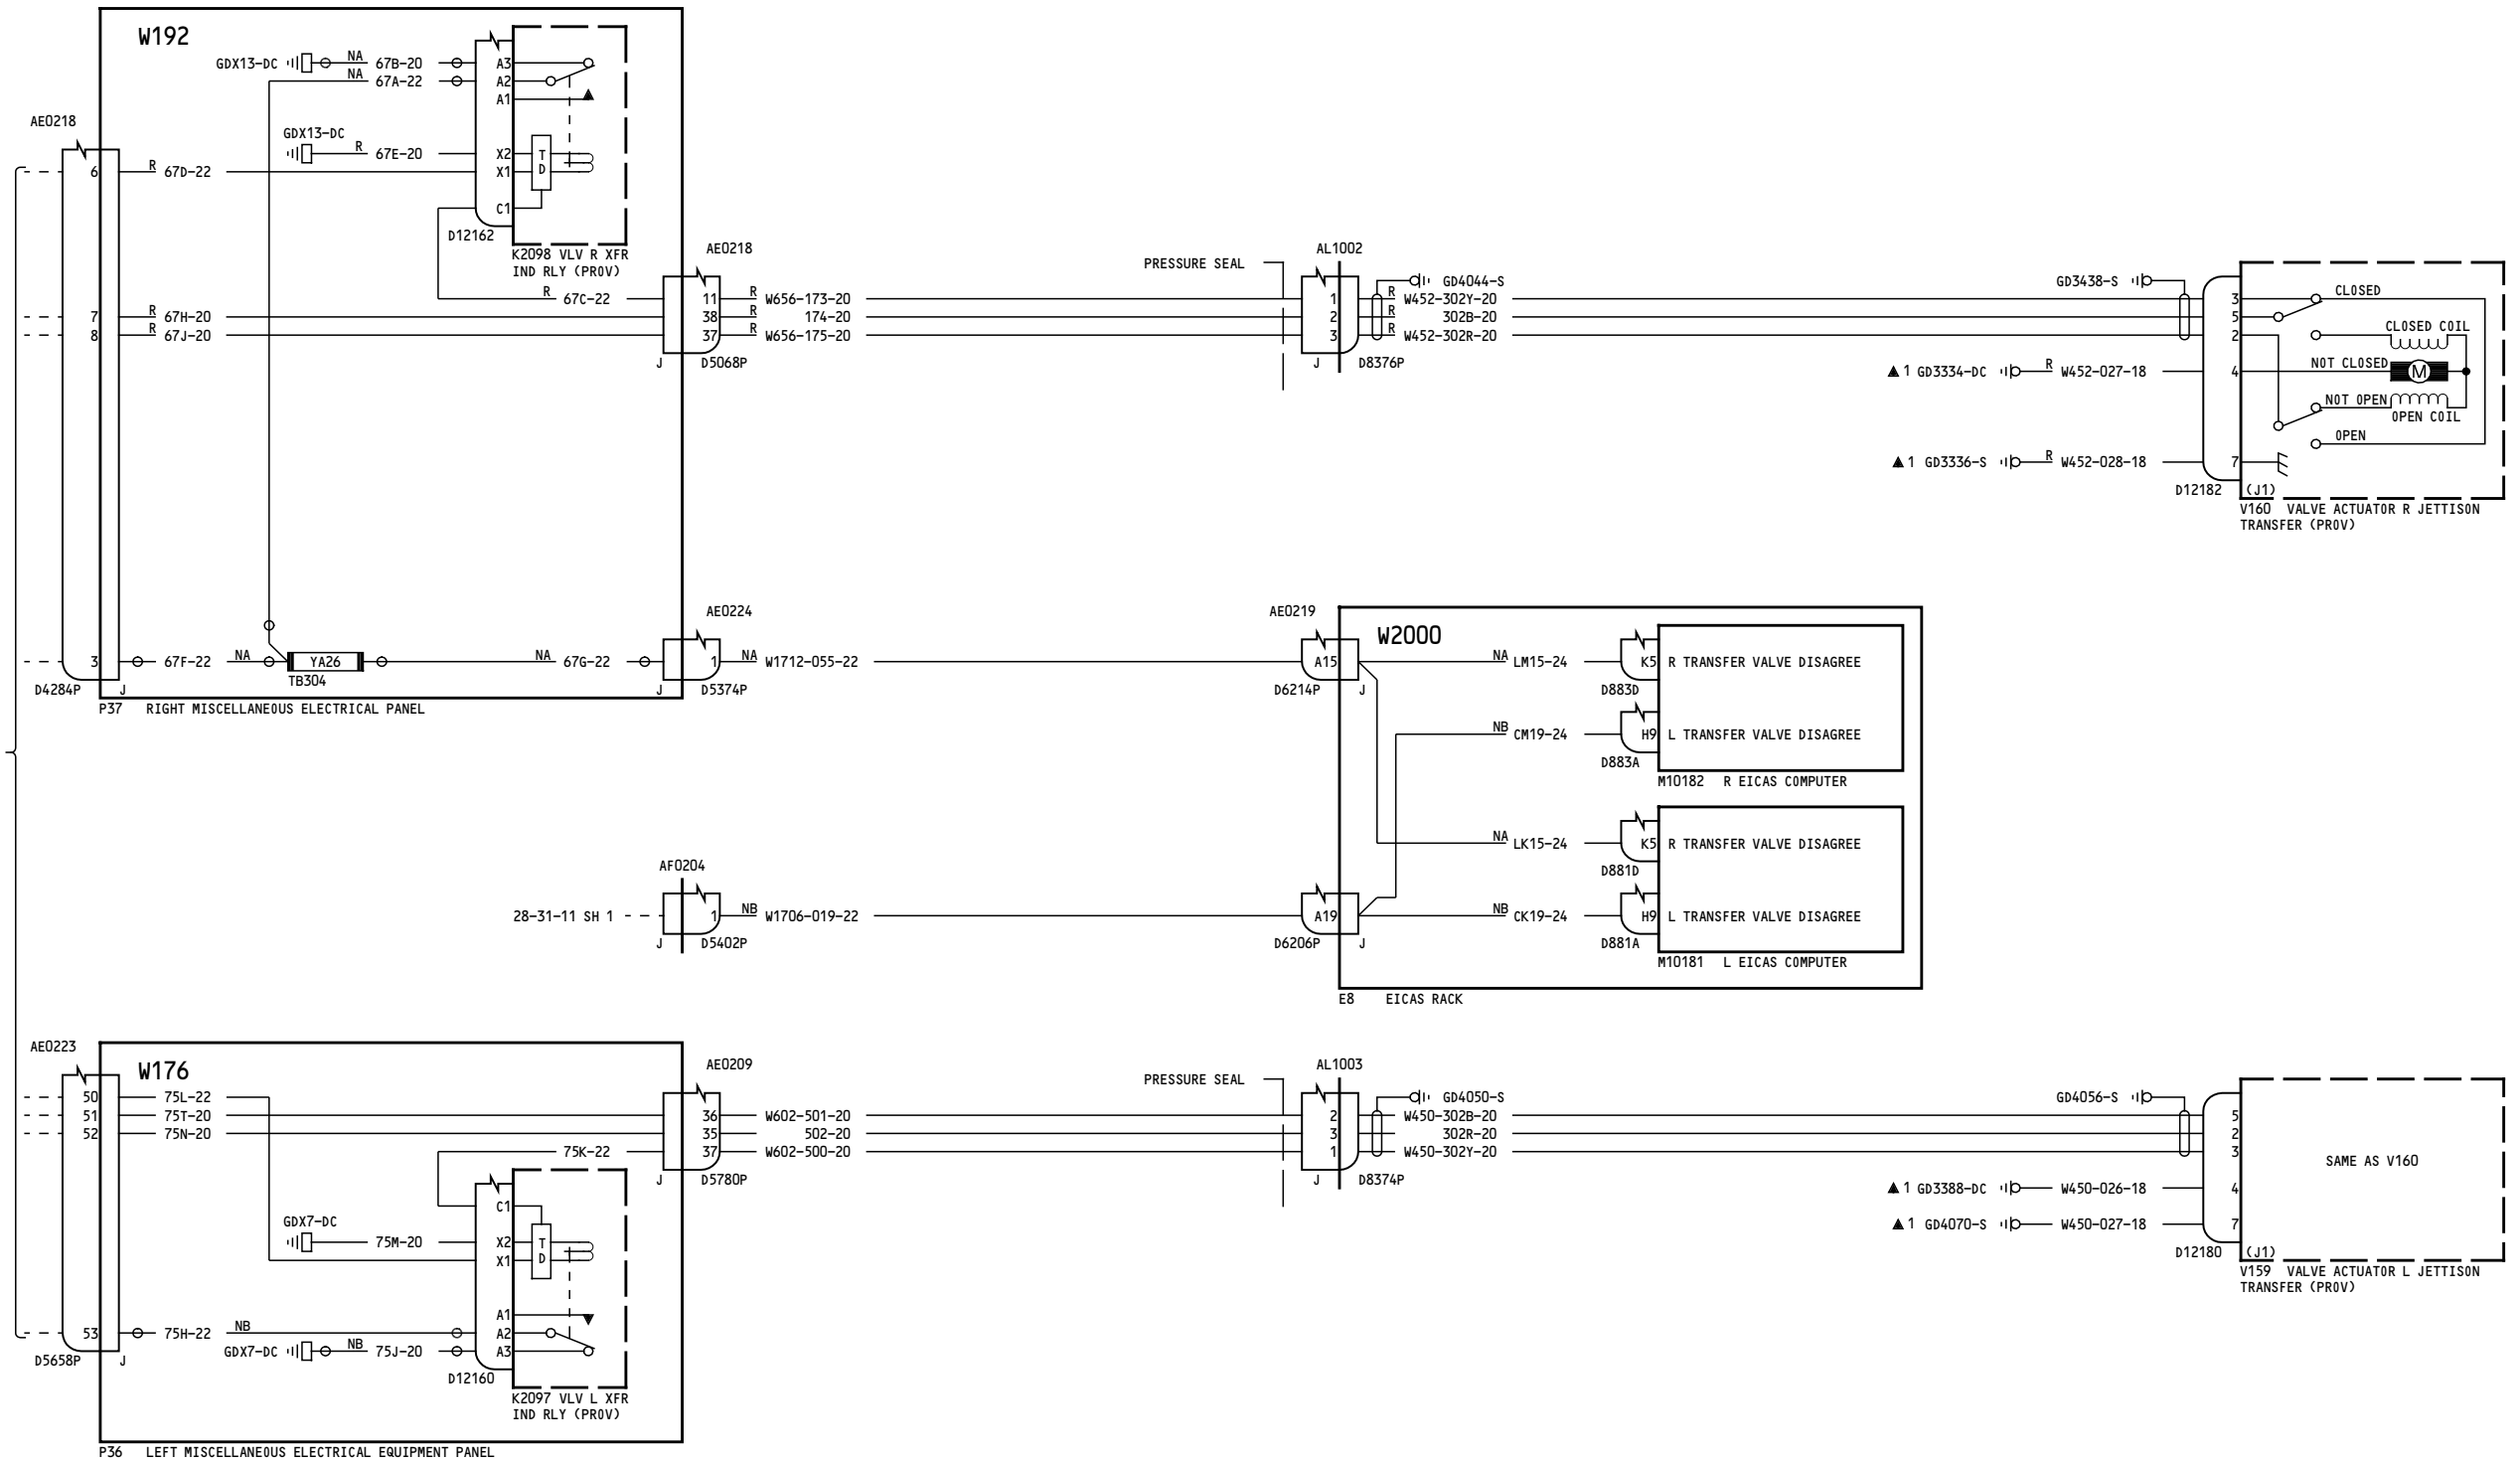 W192
GDX13-DC NA 67B-20 A3
NA 67A-22 A2
A1
AE0218
GDX13-DC
R 67E-20 X2 T
6 R 67D-22 X1 D
C1
D12162
K2098 VLV R XFR
IND RLY (PROV)
AE0218
R 67C-22 11 R W656-173-20
7 R 67H-20 38 R 174-20
8 R 67J-20 37 R W656-175-20
J D5068P
PRESSURE SEAL
AL1002
GD4044-S
1 R W452-302Y-20
2 R 302B-20
3 R W452-302R-20
J D8376P
GD3438-S
3 CLOSED
5
2 CLOSED COIL
1 GD3334-DC R W452-027-18 4 NOT CLOSED M
NOT OPEN
OPEN COIL
OPEN
1 GD3336-S R W452-028-18 7
D12182 (J1)
V160 VALVE ACTUATOR R JETTISON
TRANSFER (PROV)
AE0224
3 67F-22 NA YA26 NA 67G-22 1 NA W1712-055-22
TB304
D4284P J J D5374P
P37 RIGHT MISCELLANEOUS ELECTRICAL PANEL
AE0219
W2000
A15 NA LM15-24 K5 R TRANSFER VALVE DISAGREE
D6214P J D883D
NB CM19-24 H9 L TRANSFER VALVE DISAGREE
D883A
M10182 R EICAS COMPUTER
NA LK15-24 K5 R TRANSFER VALVE DISAGREE
D881D
AF0204
28-31-11 SH 1 1 NB W1706-019-22 A19 NB CK19-24 H9 L TRANSFER VALVE DISAGREE
J D5402P D6206P J D881A
M10181 L EICAS COMPUTER
E8 EICAS RACK
AE0223
W176
50 75L-22
51 75T-20
52 75N-20
AE0209
36 W602-501-20
35 502-20
75K-22 37 W602-500-20
J D5780P
C1
GDX7-DC
75M-20 X2 T
X1 D
A1
53 75H-22 NB A2
GDX7-DC NB 75J-20 A3
D5658P J
D12160
K2097 VLV L XFR
IND RLY (PROV)
P36 LEFT MISCELLANEOUS ELECTRICAL EQUIPMENT PANEL
PRESSURE SEAL
AL1003
GD4050-S
2 W450-302B-20
3 302R-20
1 W450-302Y-20
J D8374P
GD4056-S
5
2
3
SAME AS V160
1 GD3388-DC W450-026-18 4
1 GD4070-S W450-027-18 7
D12180 (J1)
V159 VALVE ACTUATOR L JETTISON
TRANSFER (PROV)